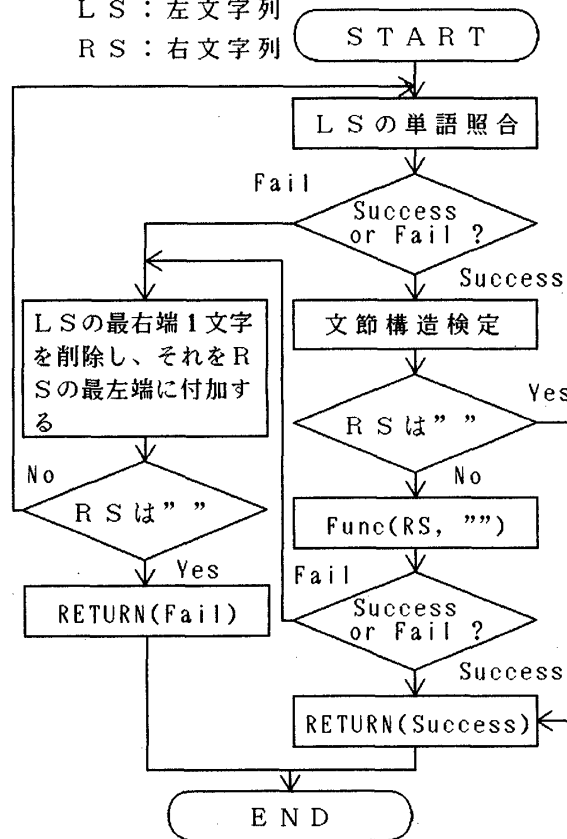 LS：左文字列
RS：右文字列
START
LSの単語照合
Fail
Success
or Fail ?
Success
LSの最右端1文字
を削除し、それをR
Sの最左端に付加す
る
文節構造検定
Yes
RSは” ”
No
No
RSは” ”
Func(RS, "")
Yes
Fail
RETURN(Fail)
Success
or Fail ?
Success
RETURN(Success)
END